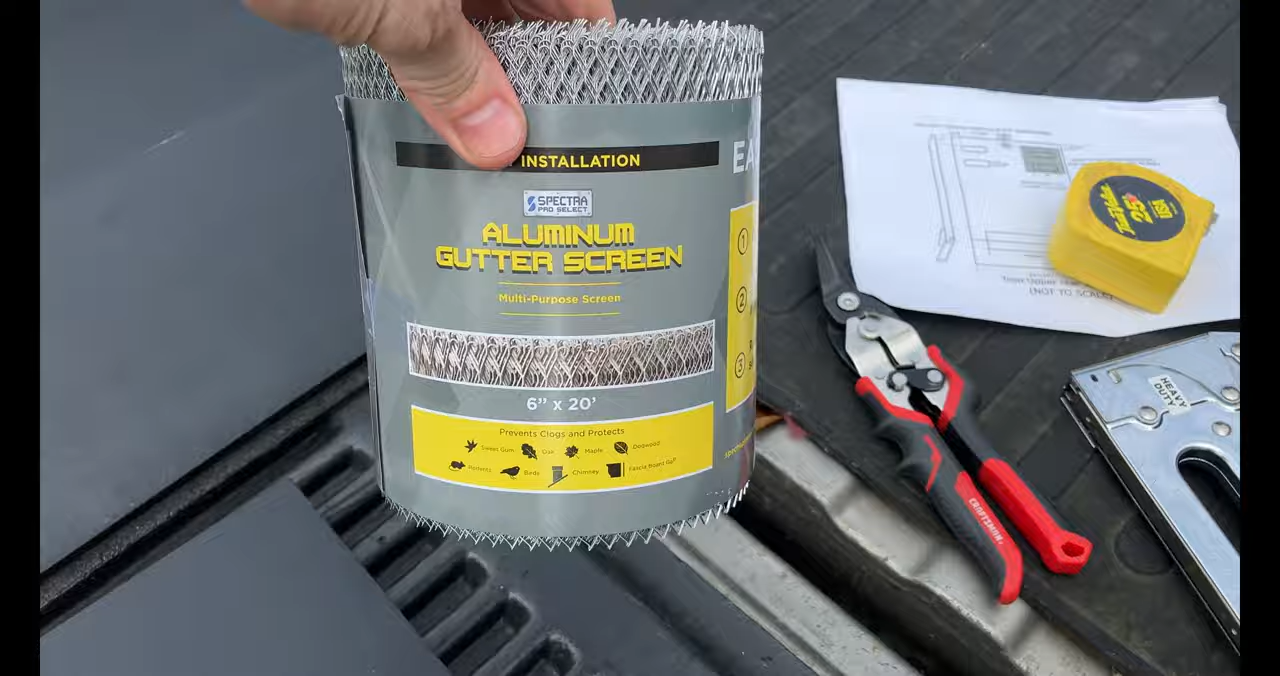 INSTALLATION
EA
SPECTRA
PRO SELECT
ALUMINUM
GUTTER SCREEN
Multi-Purpose Screen
1
2
3
6” x 20’
Prevents Clogs and Protects
Sweet Gum Oak Maple Dogwood
Rodents Birds Chimney Fascia Board Gap
25
USA
(NOT TO SCALE)
HEAVY
DUTY
CRAFTSMAN